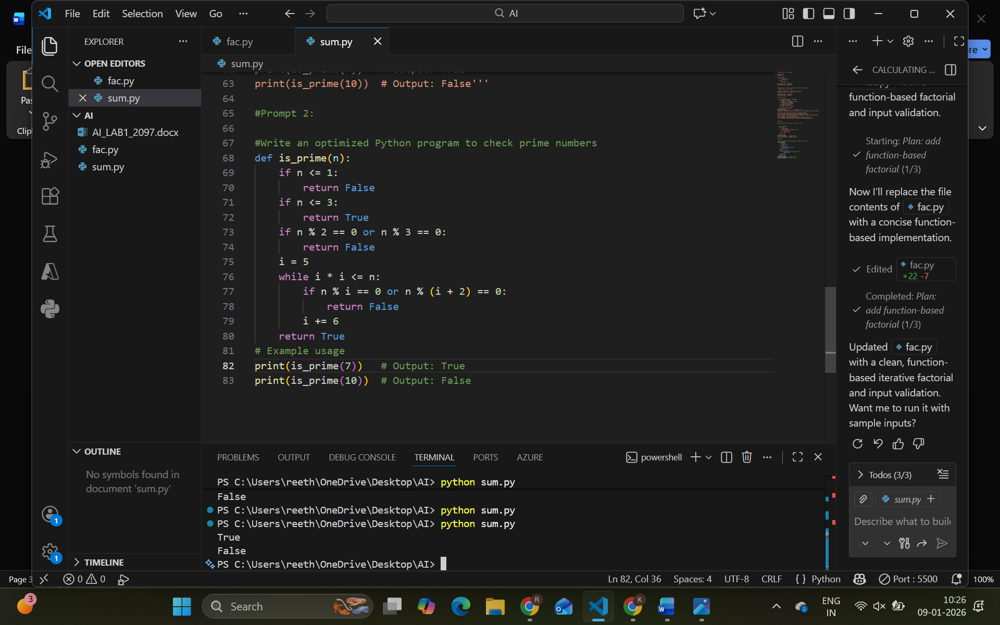 File Edit Selection View Go ··· AI
File
Clip
EXPLORER
OPEN EDITORS
fac.py
sum.py
AI
AI_LAB1_2097.docx
fac.py
sum.py
OUTLINE
No symbols found in
document 'sum.py'
TIMELINE
fac.py sum.py
sum.py
63 print(is_prime(10))  # Output: False'''
64
65 #Prompt 2:
66
67 #Write an optimized Python program to check prime numbers
68 def is_prime(n):
69     if n <= 1:
70         return False
71     if n <= 3:
72         return True
73     if n % 2 == 0 or n % 3 == 0:
74         return False
75     i = 5
76     while i * i <= n:
77         if n % i == 0 or n % (i + 2) == 0:
78             return False
79         i += 6
80     return True
81 # Example usage
82 print(is_prime(7))   # Output: True
83 print(is_prime(10))  # Output: False
PROBLEMS OUTPUT DEBUG CONSOLE TERMINAL PORTS AZURE powershell
PS C:\Users\reeth\OneDrive\Desktop\AI> python sum.py
False
PS C:\Users\reeth\OneDrive\Desktop\AI> python sum.py
PS C:\Users\reeth\OneDrive\Desktop\AI> python sum.py
True
False
PS C:\Users\reeth\OneDrive\Desktop\AI>
CALCULATING ...
function-based factorial
and input validation.
Starting: Plan: add
function-based
factorial (1/3)
Now I'll replace the file
contents of fac.py
with a concise function-
based implementation.
Edited fac.py
+22 -7
Completed: Plan:
add function-based
factorial (1/3)
Updated fac.py
with a clean, function-
based iterative factorial
and input validation.
Want me to run it with
sample inputs?
Todos (3/3)
sum.py
Describe what to buil
1
1
Page 3 0 0 Ln 82, Col 36 Spaces: 4 UTF-8 CRLF { } Python Port : 5500 100%
3 Search R K ENG
IN
10:26
09-01-2026